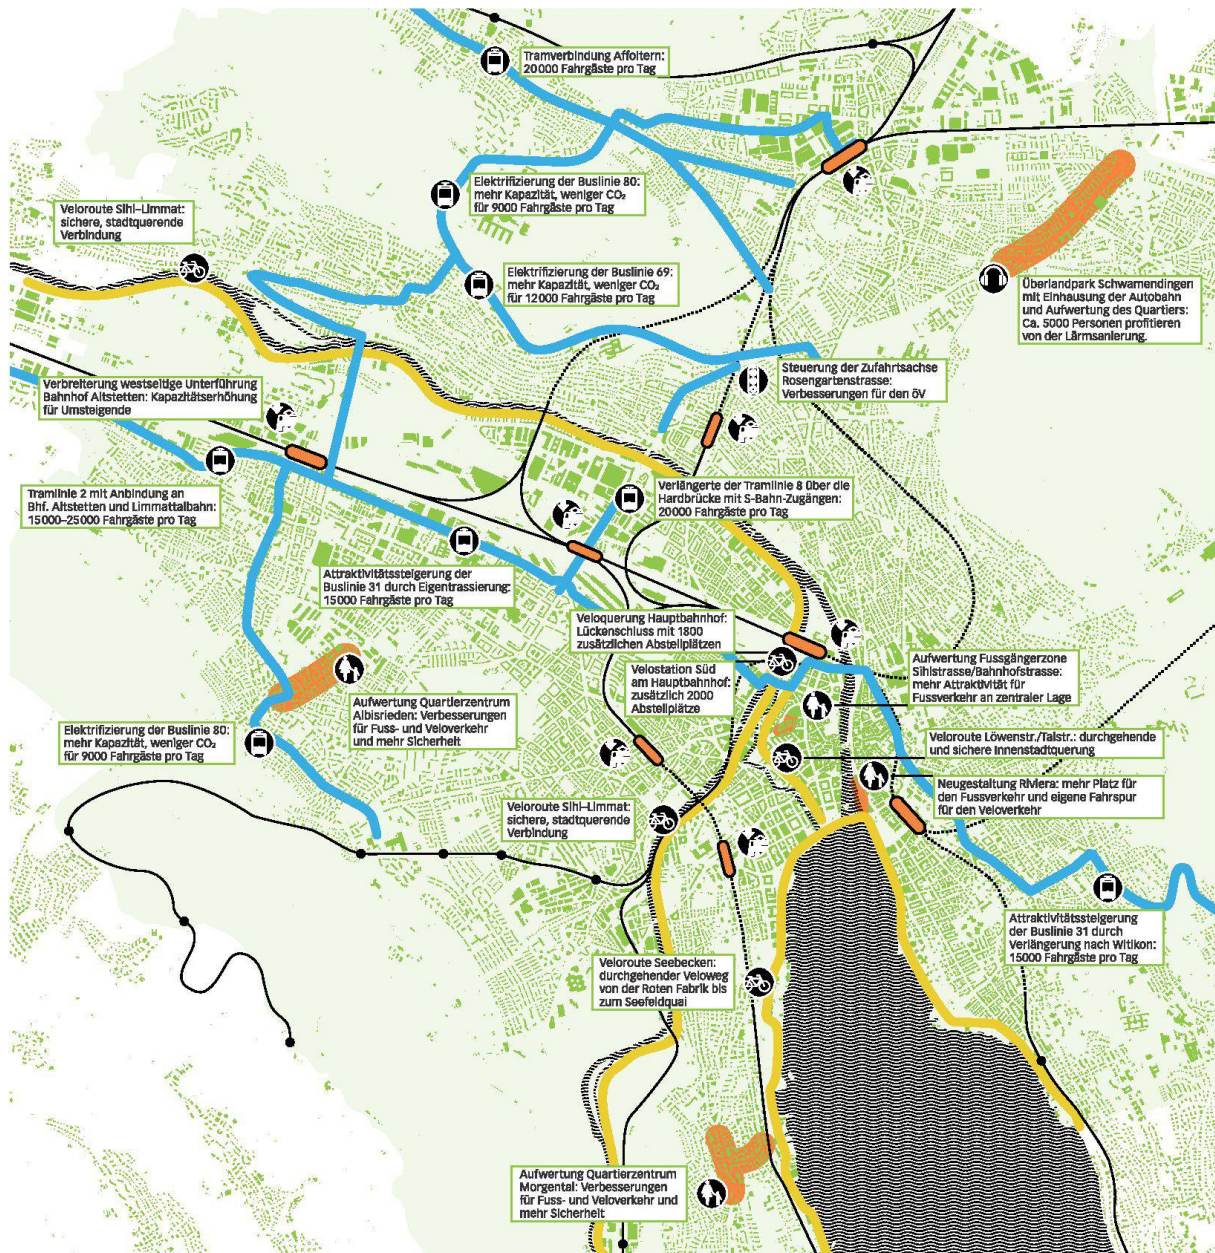 Tramverbindung Affoltern:
20000 Fahrgäste pro Tag
Elektrifizierung der Buslinie 80:
mehr Kapazität, weniger CO₂
für 9000 Fahrgäste pro Tag
Veloroute Sihl–Limmat:
sichere, stadtquerende
Verbindung
Elektrifizierung der Buslinie 69:
mehr Kapazität, weniger CO₂
für 12000 Fahrgäste pro Tag
Überlandpark Schwamendingen
mit Einhausung der Autobahn
und Aufwertung des Quartiers:
Ca. 5000 Personen profitieren
von der Lärmsanierung.
Steuerung der Zufahrtsachse
Rosengartenstrasse:
Verbesserungen für den öV
Verbreiterung westseitige Unterführung
Bahnhof Altstetten: Kapazitätserhöhung
für Umsteigende
Tramlinie 2 mit Anbindung an
Bhf. Altstetten und Limmattalbahn:
15000–25000 Fahrgäste pro Tag
Verlängerte der Tramlinie 8 über die
Hardbrücke mit S-Bahn-Zugängen:
20000 Fahrgäste pro Tag
Attraktivitätssteigerung der
Buslinie 31 durch Eigentrassierung:
15000 Fahrgäste pro Tag
Veloquerung Hauptbahnhof:
Lückenschluss mit 1800
zusätzlichen Abstellplätzen
Velostation Süd
am Hauptbahnhof:
zusätzlich 2000
Abstellplätze
Aufwertung Fussgängerzone
Sihlstrasse/Bahnhofstrasse:
mehr Attraktivität für
Fussverkehr an zentraler Lage
Aufwertung Quartierzentrum
Albisrieden: Verbesserungen
für Fuss- und Veloverkehr
und mehr Sicherheit
Elektrifizierung der Buslinie 80:
mehr Kapazität, weniger CO₂
für 9000 Fahrgäste pro Tag
Veloroute Löwenstr./Talstr.: durchgehende
und sichere Innenstadtquerung
Neugestaltung Riviera: mehr Platz für
den Fussverkehr und eigene Fahrspur
für den Veloverkehr
Veloroute Sihl–Limmat:
sichere, stadtquerende
Verbindung
Attraktivitätssteigerung
der Buslinie 31 durch
Verlängerung nach Witikon:
15000 Fahrgäste pro Tag
Veloroute Seebecken:
durchgehender Veloweg
von der Roten Fabrik bis
zum Seefeldquai
Aufwertung Quartierzentrum
Morgental: Verbesserungen
für Fuss- und Veloverkehr und
mehr Sicherheit